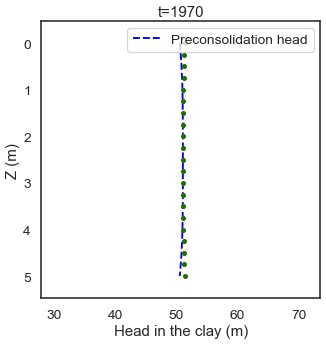 t=1970
Preconsolidation head
0
1
2
3
4
5
Z (m)
30 40 50 60 70
Head in the clay (m)